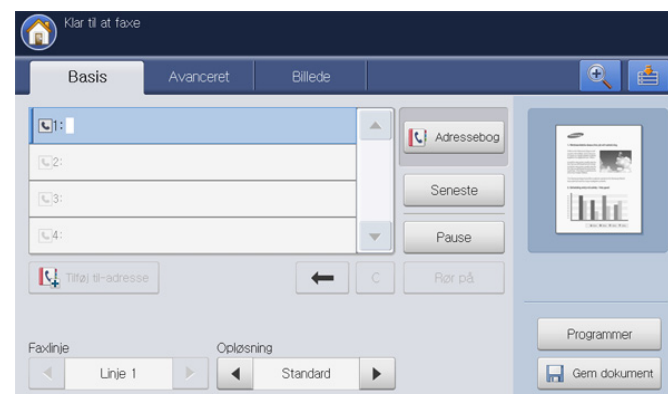 Klar til at faxe
Basis
Avanceret
Billede
1:
2:
3:
4:
Adressebog
Seneste
Pause
Tilføj til-adresse
C
Rør på
Faxlinje
Linje 1
Opløsning
Standard
Programmer
Gem dokument